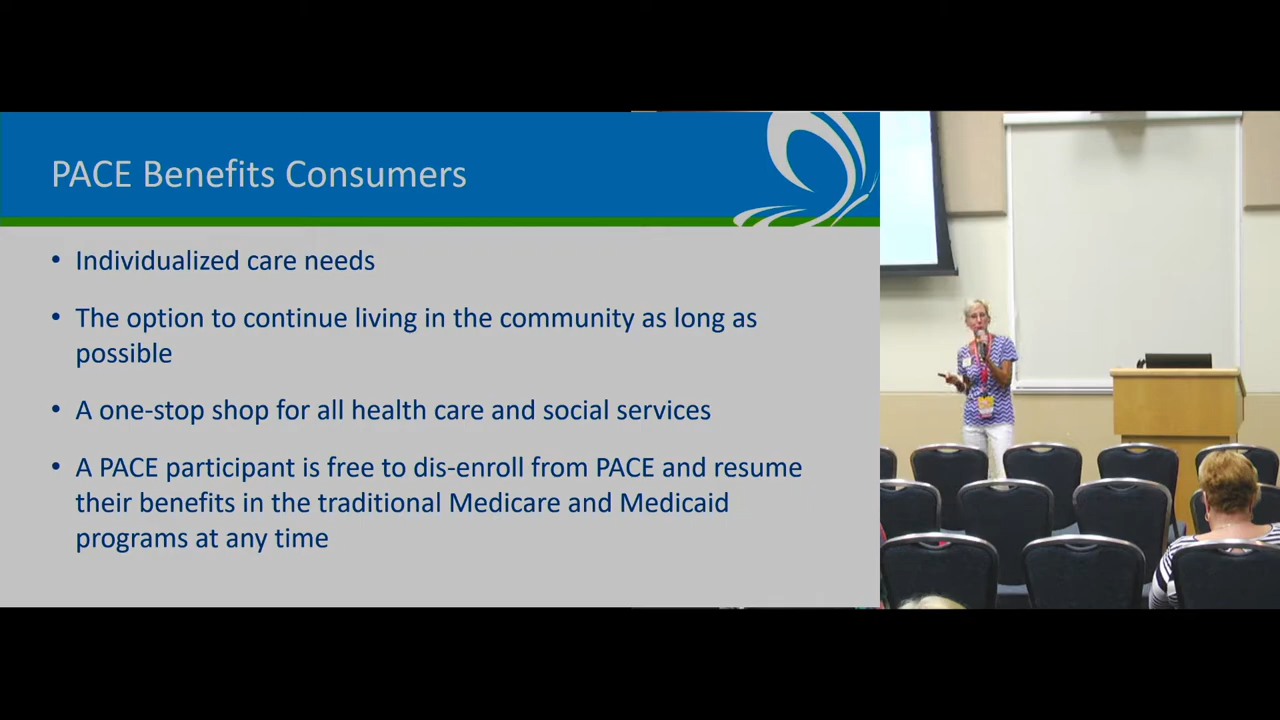 PACE Benefits Consumers
• Individualized care needs
• The option to continue living in the community as long as
possible
• A one-stop shop for all health care and social services
• A PACE participant is free to dis-enroll from PACE and resume
their benefits in the traditional Medicare and Medicaid
programs at any time